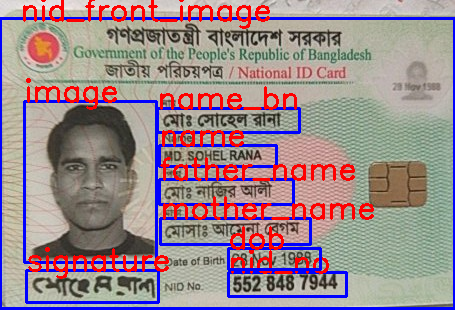 nid_front_image
গণপ্রজাতন্ত্রী বাংলাদেশ সরকার
Government of the People's Republic of Bangladesh
জাতীয় পরিচয়পত্র / National ID Card
28 Nov 1988
image
name_bn
মোঃ সোহেল রানা
name
Name
MD. SOHEL RANA
father_name
মোঃ নাজির আলী
mother_name
মোসাঃ আমেনা বেগম
dob
Date of Birth 28 Nov 1988
signature
nid_no
সোহেল রানা
NID No. 552 848 7944